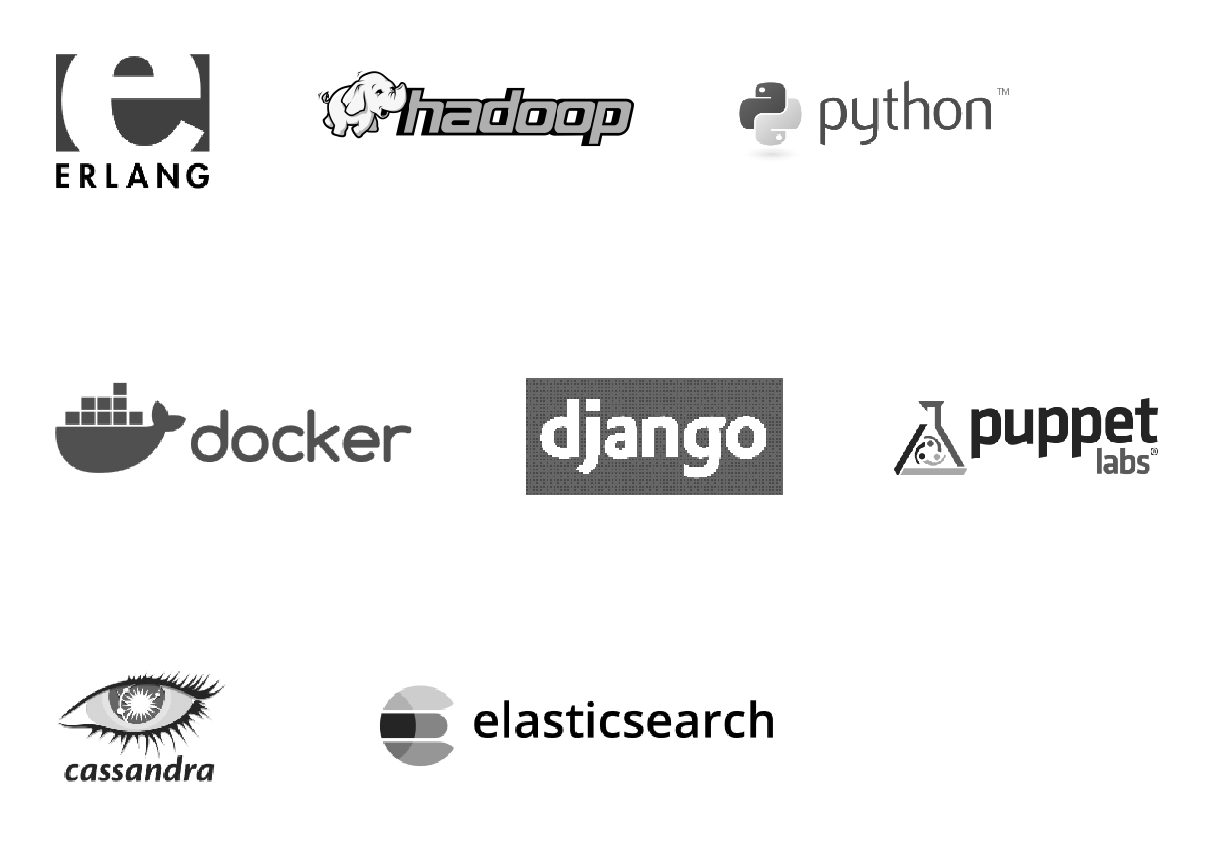 e
ERLANG
hadoop
python™
docker
django
puppet
labs®
cassandra
elasticsearch